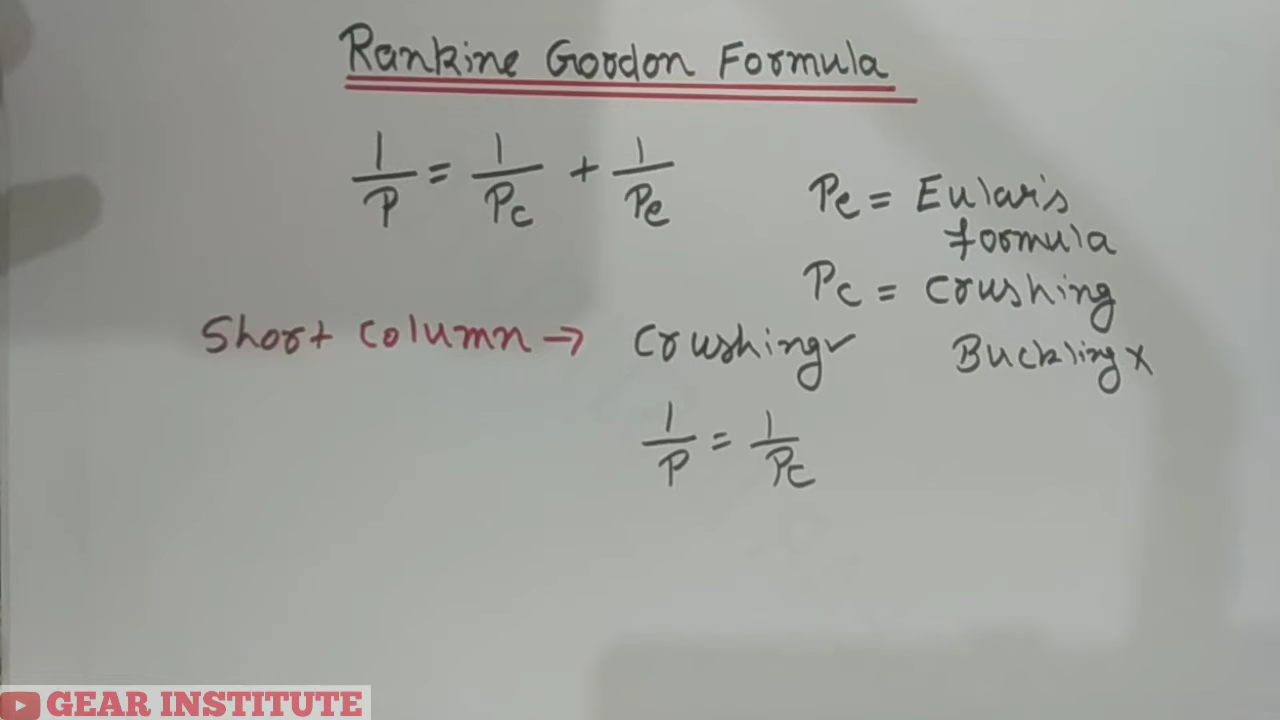 Rankine Gordon Formula
1/P = 1/Pc + 1/Pe
Pe = Eular's
formula
Pc = crushing
Short column → crushing✓ Buckling×
1/P = 1/Pc
GEAR INSTITUTE